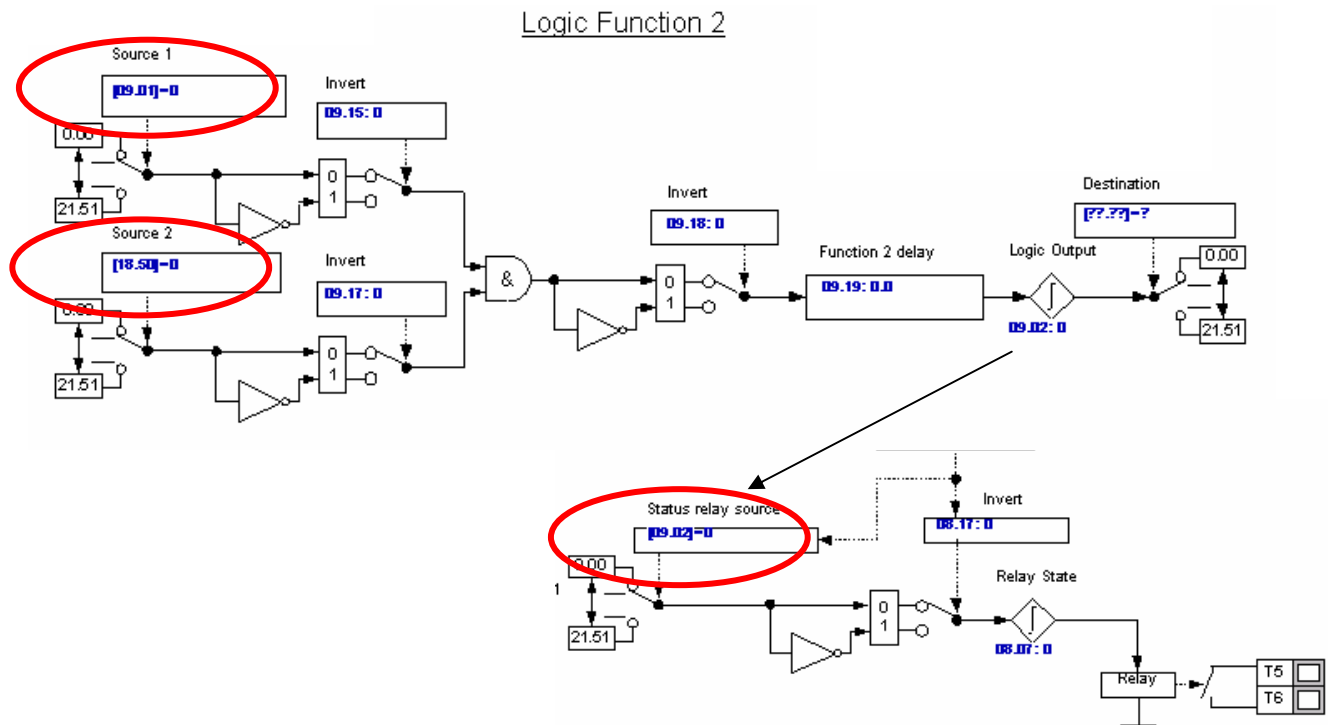 Logic Function 2
Source 1
[09.01]=0
Invert
09.15: 0
0.00
21.51
0
1
Source 2
[18.50]=0
Invert
09.17: 0
0.00
21.51
0
1
&
Invert
09.18: 0
0
1
Function 2 delay
09.19: 0.0
Logic Output
09.02: 0
Destination
[??.??]=?
0.00
21.51
Status relay source
[09.02]=0
Invert
08.17: 0
0.00
1
21.51
0
1
Relay State
08.07: 0
Relay
T5
T6